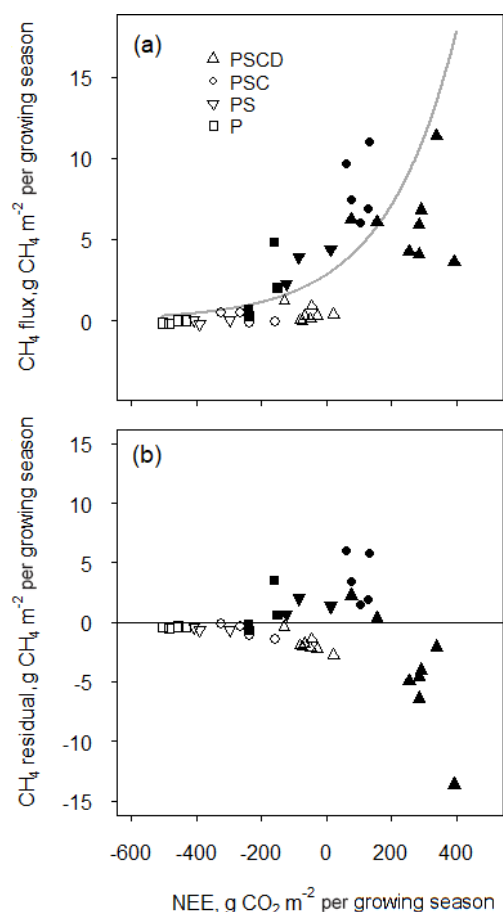 (a)
PSCD
PSC
PS
P
15
10
5
0
CH₄ flux, g CH₄ m⁻² per growing season
(b)
15
10
5
0
-5
-10
-15
CH₄ residual, g CH₄ m⁻² per growing season
-600 -400 -200 0 200 400
NEE, g CO₂ m⁻² per growing season